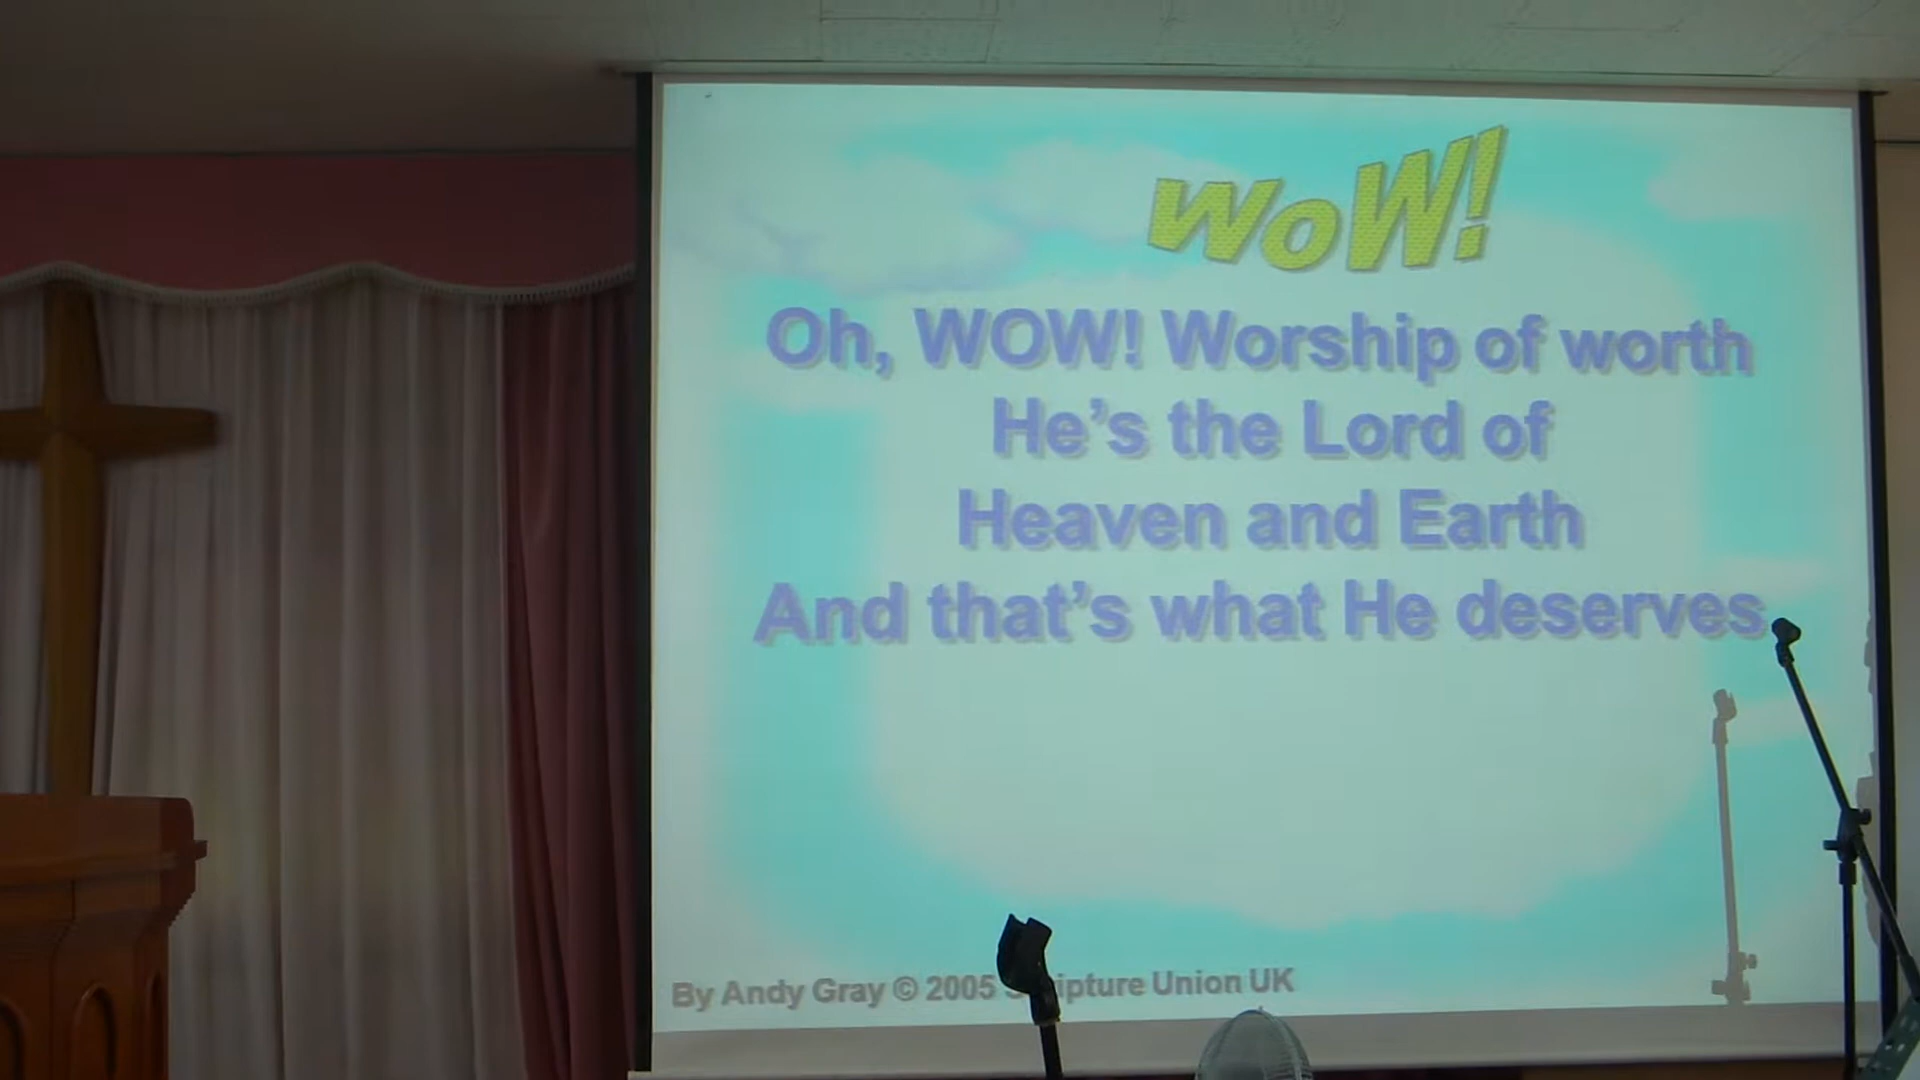 WoW!
Oh, WOW! Worship of worth
He's the Lord of
Heaven and Earth
And that's what He deserves
By Andy Gray © 2005 Scripture Union UK